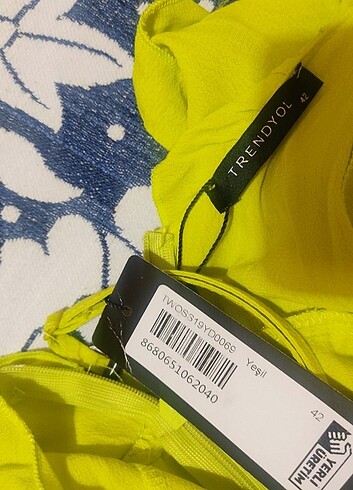 TRENDYOL
42
TWOSS19YD0069
Yeşil
8680651062040
42
YERLİ
ÜRETİM